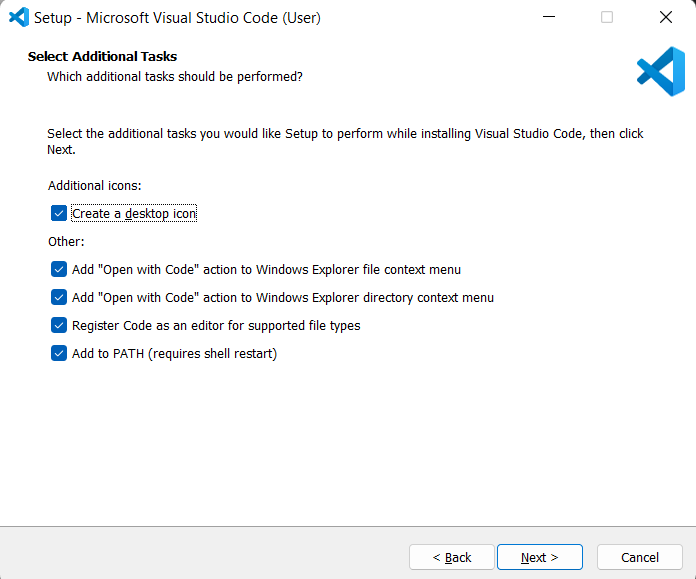 Setup - Microsoft Visual Studio Code (User)
Select Additional Tasks
Which additional tasks should be performed?
Select the additional tasks you would like Setup to perform while installing Visual Studio Code, then click
Next.
Additional icons:
Create a desktop icon
Other:
Add "Open with Code" action to Windows Explorer file context menu
Add "Open with Code" action to Windows Explorer directory context menu
Register Code as an editor for supported file types
Add to PATH (requires shell restart)
< Back
Next >
Cancel